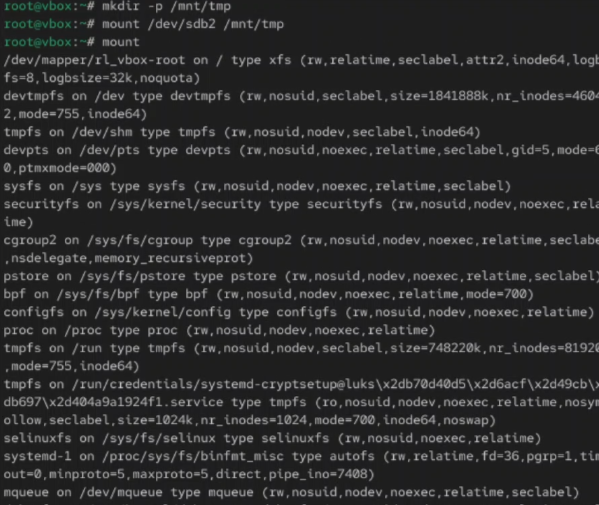 root@vbox:~# mkdir -p /mnt/tmp
root@vbox:~# mount /dev/sdb2 /mnt/tmp
root@vbox:~# mount
/dev/mapper/rl_vbox-root on / type xfs (rw,relatime,seclabel,attr2,inode64,logb
fs=8,logbsize=32k,noquota)
devtmpfs on /dev type devtmpfs (rw,nosuid,seclabel,size=1841888k,nr_inodes=4604
2,mode=755,inode64)
tmpfs on /dev/shm type tmpfs (rw,nosuid,nodev,seclabel,inode64)
devpts on /dev/pts type devpts (rw,nosuid,noexec,relatime,seclabel,gid=5,mode=6
0,ptmxmode=000)
sysfs on /sys type sysfs (rw,nosuid,nodev,noexec,relatime,seclabel)
securityfs on /sys/kernel/security type securityfs (rw,nosuid,nodev,noexec,rela
ime)
cgroup2 on /sys/fs/cgroup type cgroup2 (rw,nosuid,nodev,noexec,relatime,seclabe
,nsdelegate,memory_recursiveprot)
pstore on /sys/fs/pstore type pstore (rw,nosuid,nodev,noexec,relatime,seclabel)
bpf on /sys/fs/bpf type bpf (rw,nosuid,nodev,noexec,relatime,mode=700)
configfs on /sys/kernel/config type configfs (rw,nosuid,nodev,noexec,relatime)
proc on /proc type proc (rw,nosuid,nodev,noexec,relatime)
tmpfs on /run type tmpfs (rw,nosuid,nodev,seclabel,size=748220k,nr_inodes=81920
,mode=755,inode64)
tmpfs on /run/credentials/systemd-cryptsetup@luks\x2db70d40d5\x2d6acf\x2d49cb\x
db697\x2d404a9a1924f1.service type tmpfs (ro,nosuid,nodev,noexec,relatime,nosym
ollow,seclabel,size=1024k,nr_inodes=1024,mode=700,inode64,noswap)
selinuxfs on /sys/fs/selinux type selinuxfs (rw,nosuid,noexec,relatime)
systemd-1 on /proc/sys/fs/binfmt_misc type autofs (rw,relatime,fd=36,pgrp=1,tim
out=0,minproto=5,maxproto=5,direct,pipe_ino=7408)
mqueue on /dev/mqueue type mqueue (rw,nosuid,nodev,noexec,relatime,seclabel)